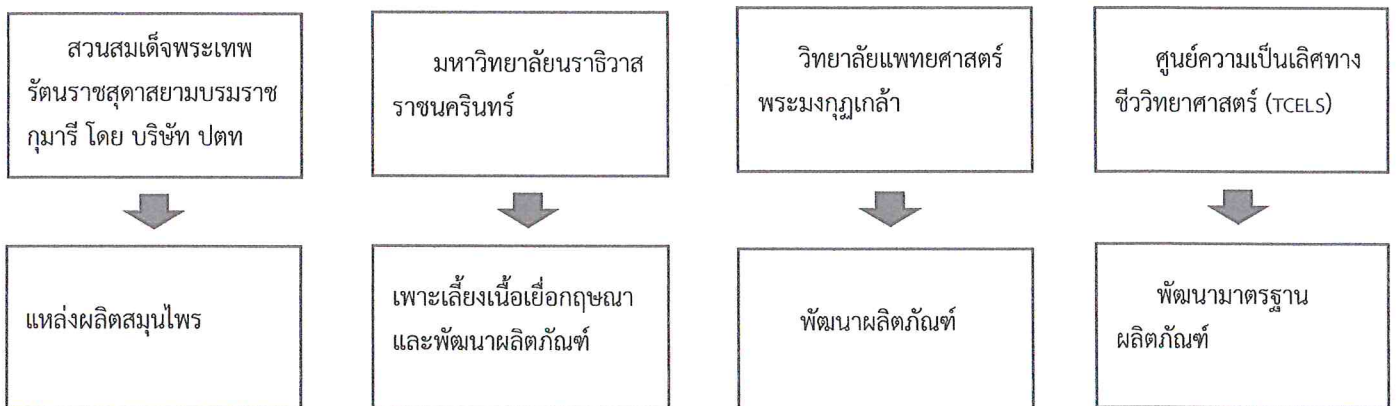 สวนสมเด็จพระเทพ
รัตนราชสุดาสยามบรมราช
กุมารี โดย บริษัท ปตท
มหาวิทยาลัยนราธิวาส
ราชนครินทร์
วิทยาลัยแพทยศาสตร์
พระมงกุฎเกล้า
ศูนย์ความเป็นเลิศทาง
ชีววิทยาศาสตร์ (TCELS)
แหล่งผลิตสมุนไพร
เพาะเลี้ยงเนื้อเยื่อกฤษณา
และพัฒนาผลิตภัณฑ์
พัฒนาผลิตภัณฑ์
พัฒนามาตรฐาน
ผลิตภัณฑ์